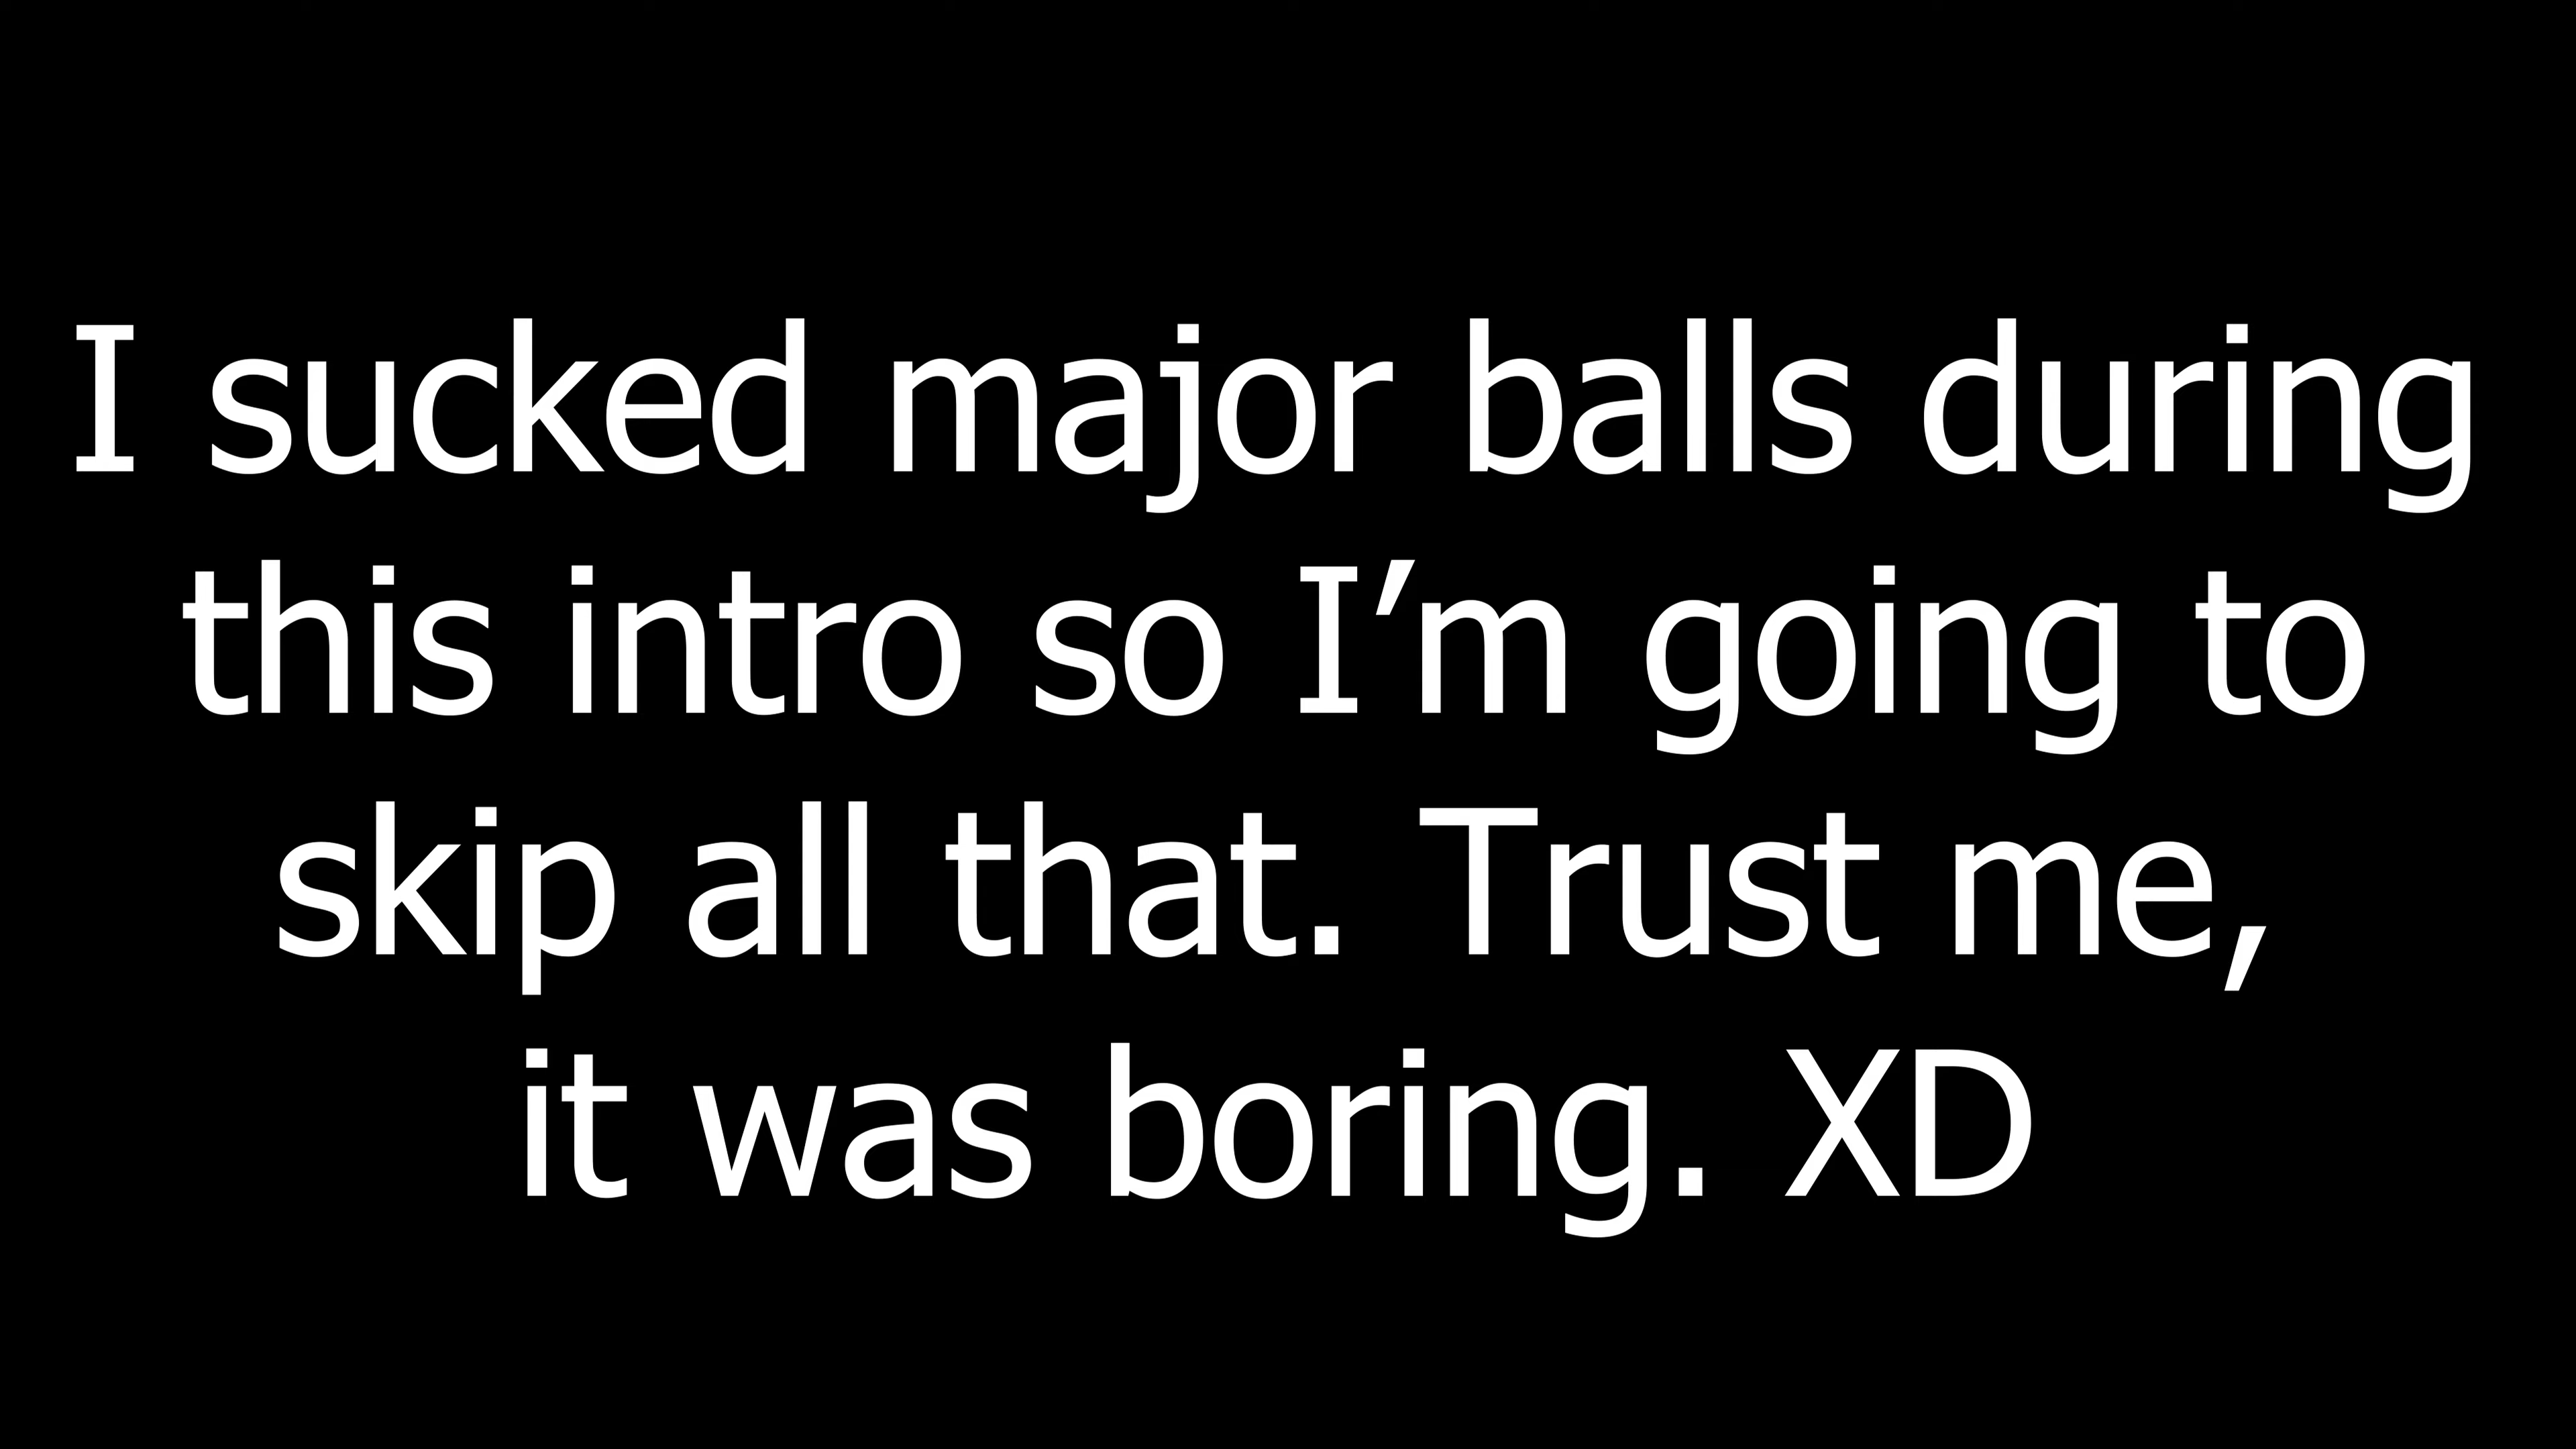 I sucked major balls during
this intro so I’m going to
skip all that. Trust me,
it was boring. XD